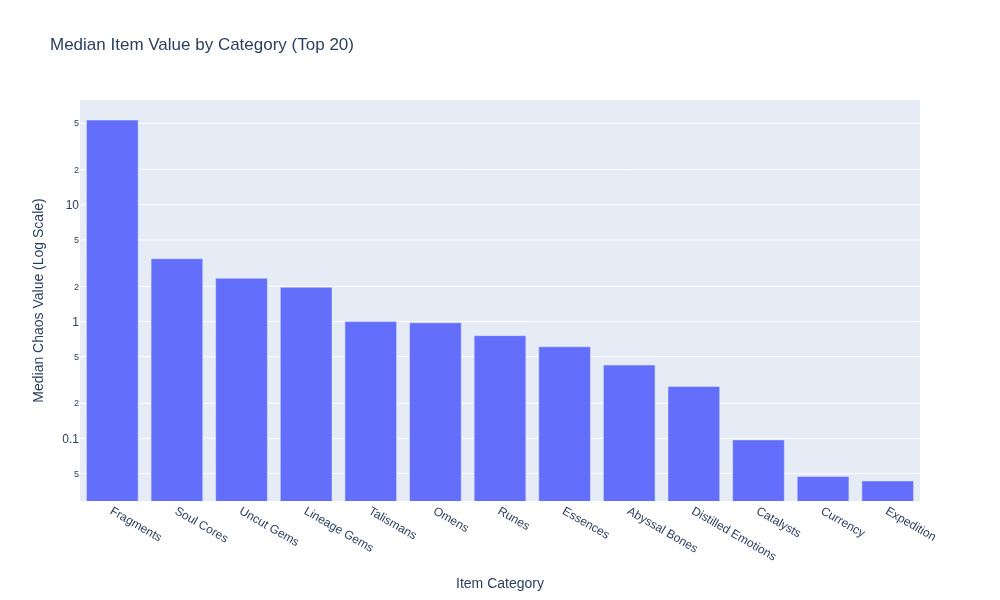 Median Item Value by Category (Top 20)
Median Chaos Value (Log Scale)
5
2
10
5
2
1
5
2
0.1
5
Fragments
Soul Cores
Uncut Gems
Lineage Gems
Talismans
Omens
Runes
Essences
Abyssal Bones
Distilled Emotions
Catalysts
Currency
Expedition
Item Category